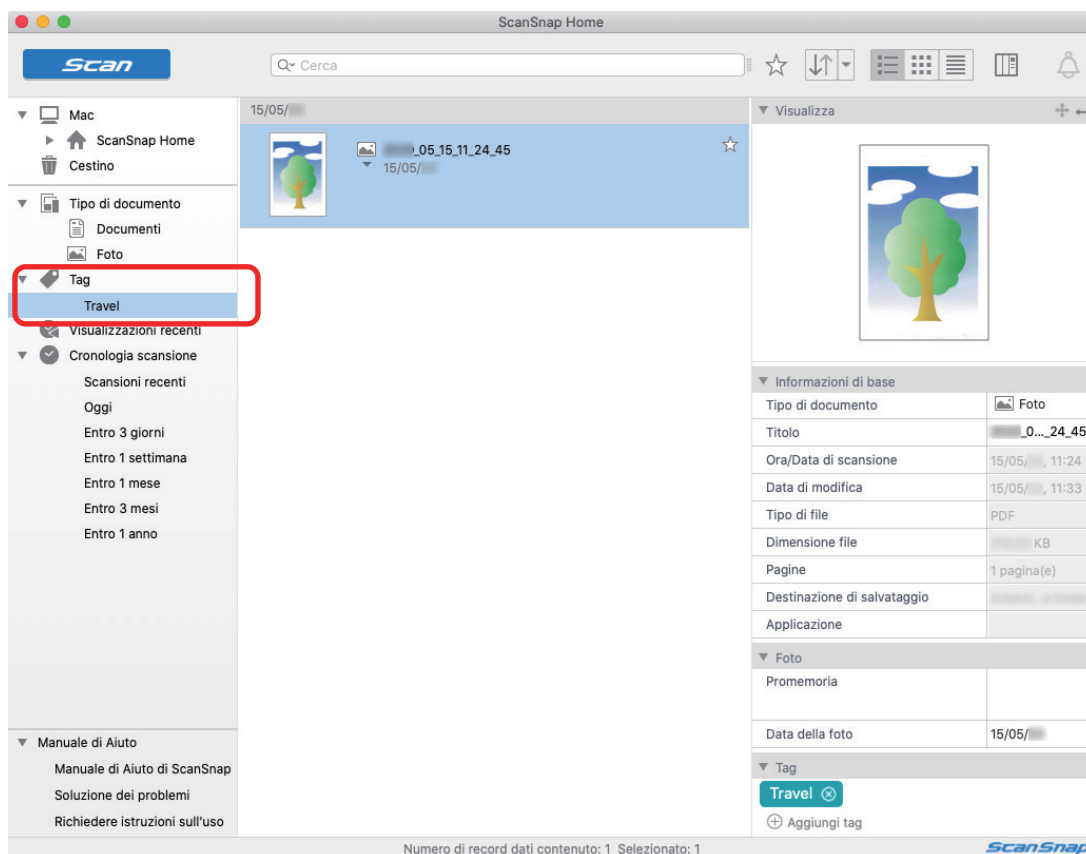 ScanSnap Home
Scan
Cerca
Mac
ScanSnap Home
Cestino
Tipo di documento
Documenti
Foto
Tag
Travel
Visualizzazioni recenti
Cronologia scansione
Scansioni recenti
Oggi
Entro 3 giorni
Entro 1 settimana
Entro 1 mese
Entro 3 mesi
Entro 1 anno
Manuale di Aiuto
Manuale di Aiuto di ScanSnap
Soluzione dei problemi
Richiedere istruzioni sull'uso
15/05/
_05_15_11_24_45
15/05/
Visualizza
Informazioni di base
Tipo di documento Foto
Titolo _0..._24_45
Ora/Data di scansione 15/05/ , 11:24
Data di modifica 15/05/ , 11:33
Tipo di file PDF
Dimensione file KB
Pagine 1 pagina(e)
Destinazione di salvataggio
Applicazione
Foto
Promemoria
Data della foto 15/05/
Tag
Travel
Aggiungi tag
Numero di record dati contenuto: 1 Selezionato: 1
ScanSnap